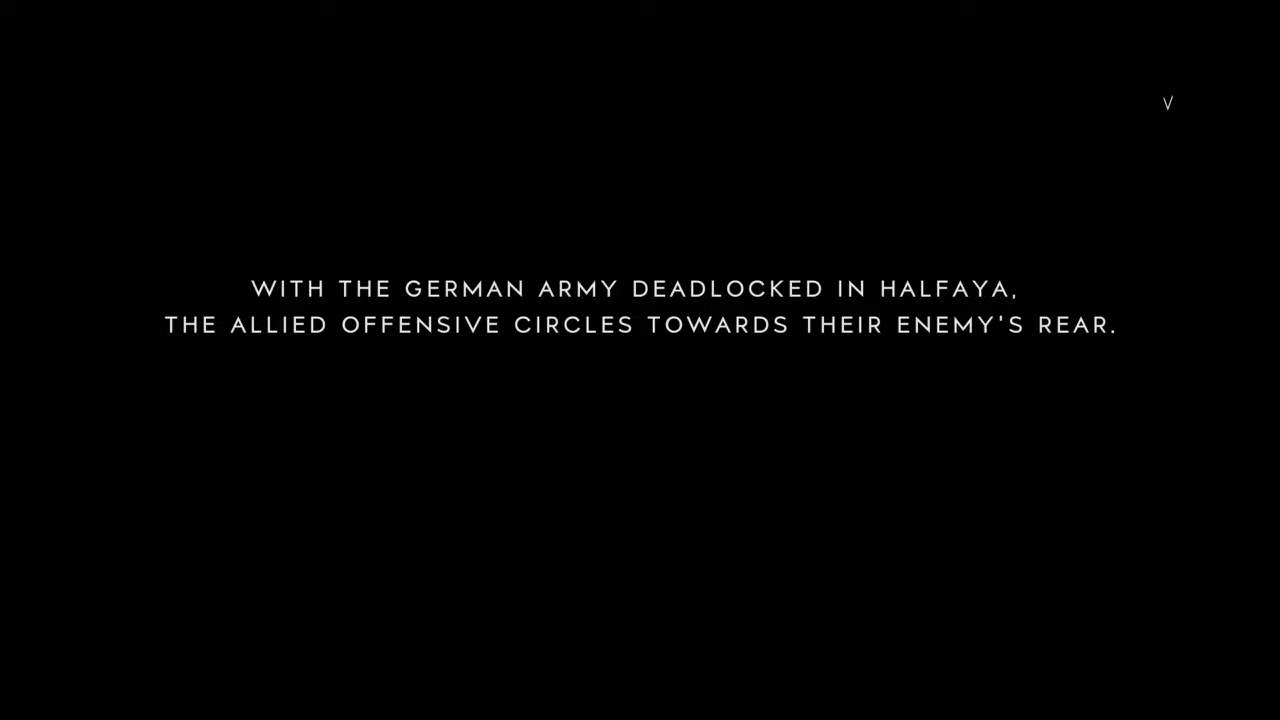 V
WITH THE GERMAN ARMY DEADLOCKED IN HALFAYA,
THE ALLIED OFFENSIVE CIRCLES TOWARDS THEIR ENEMY'S REAR.